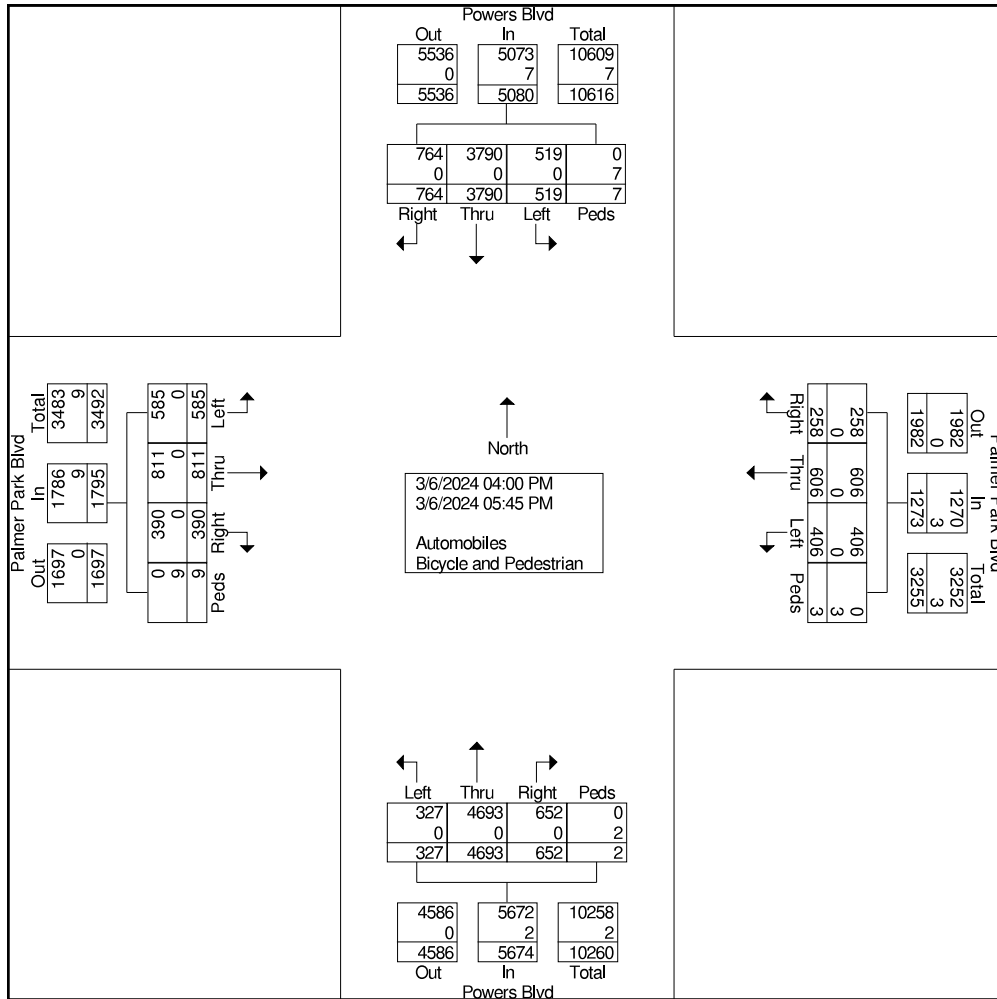 Powers Blvd
Out In Total
5536 5073 10609
0 7 7
5536 5080 10616
764 3790 519 0
0 0 0 7
764 3790 519 7
Right Thru Left Peds
Palmer Park Blvd
Total In Out
3483 1786 1697
9 9 0
3492 1795 1697
585 811 390 0
0 0 0 9
585 811 390 9
Left Thru Right Peds
North
3/6/2024 04:00 PM
3/6/2024 05:45 PM
Automobiles
Bicycle and Pedestrian
Right Thru Left Peds
258 606 406 3
0 0 0 3
258 606 406 0
Out In Total
1982 1270 3252
0 3 3
1982 1273 3255
Palmer Park Blvd
Left Thru Right Peds
327 4693 652 0
0 0 0 2
327 4693 652 2
4586 5672 10258
0 2 2
4586 5674 10260
Out In Total
Powers Blvd